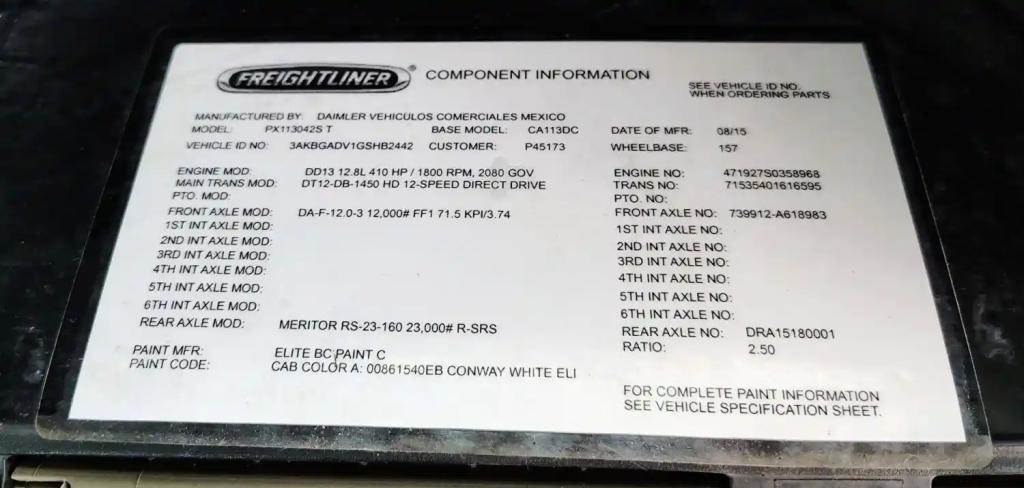 FREIGHTLINER® COMPONENT INFORMATION
SEE VEHICLE ID NO.
WHEN ORDERING PARTS
MANUFACTURED BY: DAIMLER VEHICULOS COMERCIALES MEXICO
MODEL: PX113042S T BASE MODEL: CA113DC DATE OF MFR: 08/15
VEHICLE ID NO: 3AKBGADV1GSHB2442 CUSTOMER: P45173 WHEELBASE: 157
ENGINE MOD: DD13 12.8L 410 HP / 1800 RPM, 2080 GOV ENGINE NO: 471927S0358968
MAIN TRANS MOD: DT12-DB-1450 HD 12-SPEED DIRECT DRIVE TRANS NO: 71535401616595
PTO. MOD: PTO. NO:
FRONT AXLE MOD: DA-F-12.0-3 12,000# FF1 71.5 KPI/3.74 FRONT AXLE NO: 739912-A618983
1ST INT AXLE MOD: 1ST INT AXLE NO:
2ND INT AXLE MOD: 2ND INT AXLE NO:
3RD INT AXLE MOD: 3RD INT AXLE NO:
4TH INT AXLE MOD: 4TH INT AXLE NO:
5TH INT AXLE MOD: 5TH INT AXLE NO:
6TH INT AXLE MOD: 6TH INT AXLE NO:
REAR AXLE MOD: MERITOR RS-23-160 23,000# R-SRS REAR AXLE NO: DRA15180001
RATIO: 2.50
PAINT MFR: ELITE BC PAINT C
PAINT CODE: CAB COLOR A: 00861540EB CONWAY WHITE ELI
FOR COMPLETE PAINT INFORMATION
SEE VEHICLE SPECIFICATION SHEET.